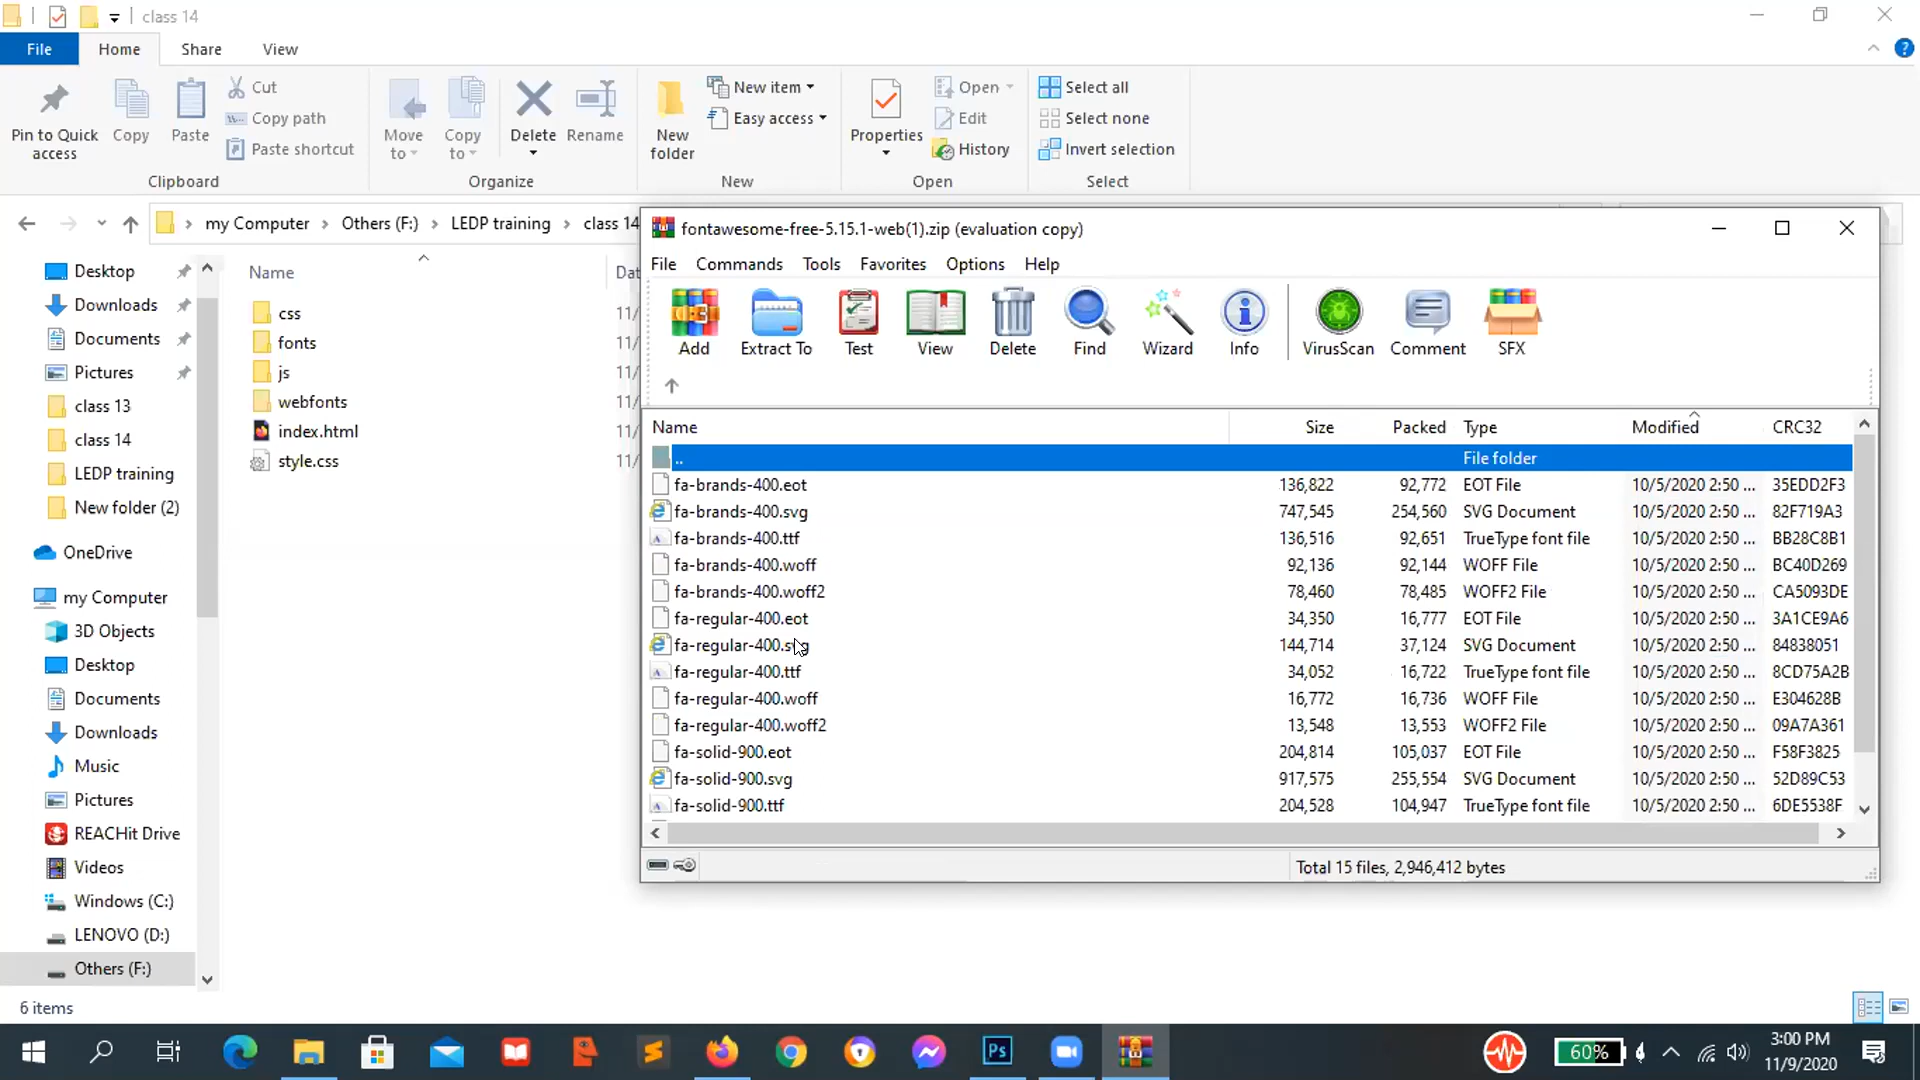 class 14
File
Home
Share
View
Pin to Quick access
Copy
Paste
Cut
Copy path
Paste shortcut
Clipboard
Move to
Copy to
Delete
Rename
Organize
New folder
New item
Easy access
New
Properties
Open
Edit
History
Open
Select all
Select none
Invert selection
Select
my Computer
Others (F:)
LEDP training
class 14
Desktop
Downloads
Documents
Pictures
class 13
class 14
LEDP training
New folder (2)
OneDrive
my Computer
3D Objects
Desktop
Documents
Downloads
Music
Pictures
REACHit Drive
Videos
Windows (C:)
LENOVO (D:)
Others (F:)
Name
css 11/
fonts 11/
js 11/
webfonts 11/
index.html 11/
style.css 11/
6 items
fontawesome-free-5.15.1-web(1).zip (evaluation copy)
File Commands Tools Favorites Options Help
Add Extract To Test View Delete Find Wizard Info VirusScan Comment SFX
Name Size Packed Type Modified CRC32
.. File folder
fa-brands-400.eot 136,822 92,772 EOT File 10/5/2020 2:50 ... 35EDD2F3
fa-brands-400.svg 747,545 254,560 SVG Document 10/5/2020 2:50 ... 82F719A3
fa-brands-400.ttf 136,516 92,651 TrueType font file 10/5/2020 2:50 ... BB28C8B1
fa-brands-400.woff 92,136 92,144 WOFF File 10/5/2020 2:50 ... BC40D269
fa-brands-400.woff2 78,460 78,485 WOFF2 File 10/5/2020 2:50 ... CA5093DE
fa-regular-400.eot 34,350 16,777 EOT File 10/5/2020 2:50 ... 3A1CE9A6
fa-regular-400.svg 144,714 37,124 SVG Document 10/5/2020 2:50 ... 84838051
fa-regular-400.ttf 34,052 16,722 TrueType font file 10/5/2020 2:50 ... 8CD75A2B
fa-regular-400.woff 16,772 16,736 WOFF File 10/5/2020 2:50 ... E304628B
fa-regular-400.woff2 13,548 13,553 WOFF2 File 10/5/2020 2:50 ... 09A7A361
fa-solid-900.eot 204,814 105,037 EOT File 10/5/2020 2:50 ... F58F3825
fa-solid-900.svg 917,575 255,554 SVG Document 10/5/2020 2:50 ... 52D89C53
fa-solid-900.ttf 204,528 104,947 TrueType font file 10/5/2020 2:50 ... 6DE5538F
Total 15 files, 2,946,412 bytes
Ps
60%
3:00 PM
11/9/2020